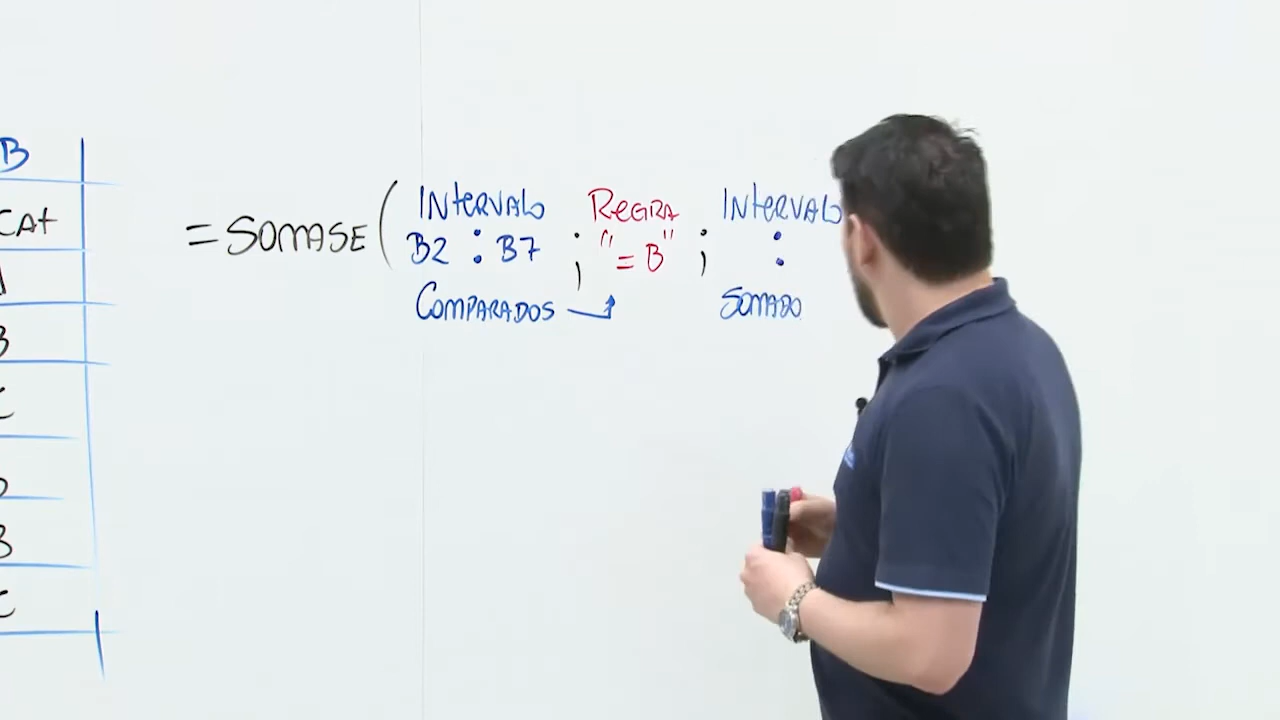 B
CAT
B
C
B
C
INTERVALO REGRA INTERVALO
=SOMASE( B2 : B7 ; "=B" ; :
COMPARADOS SOMADO